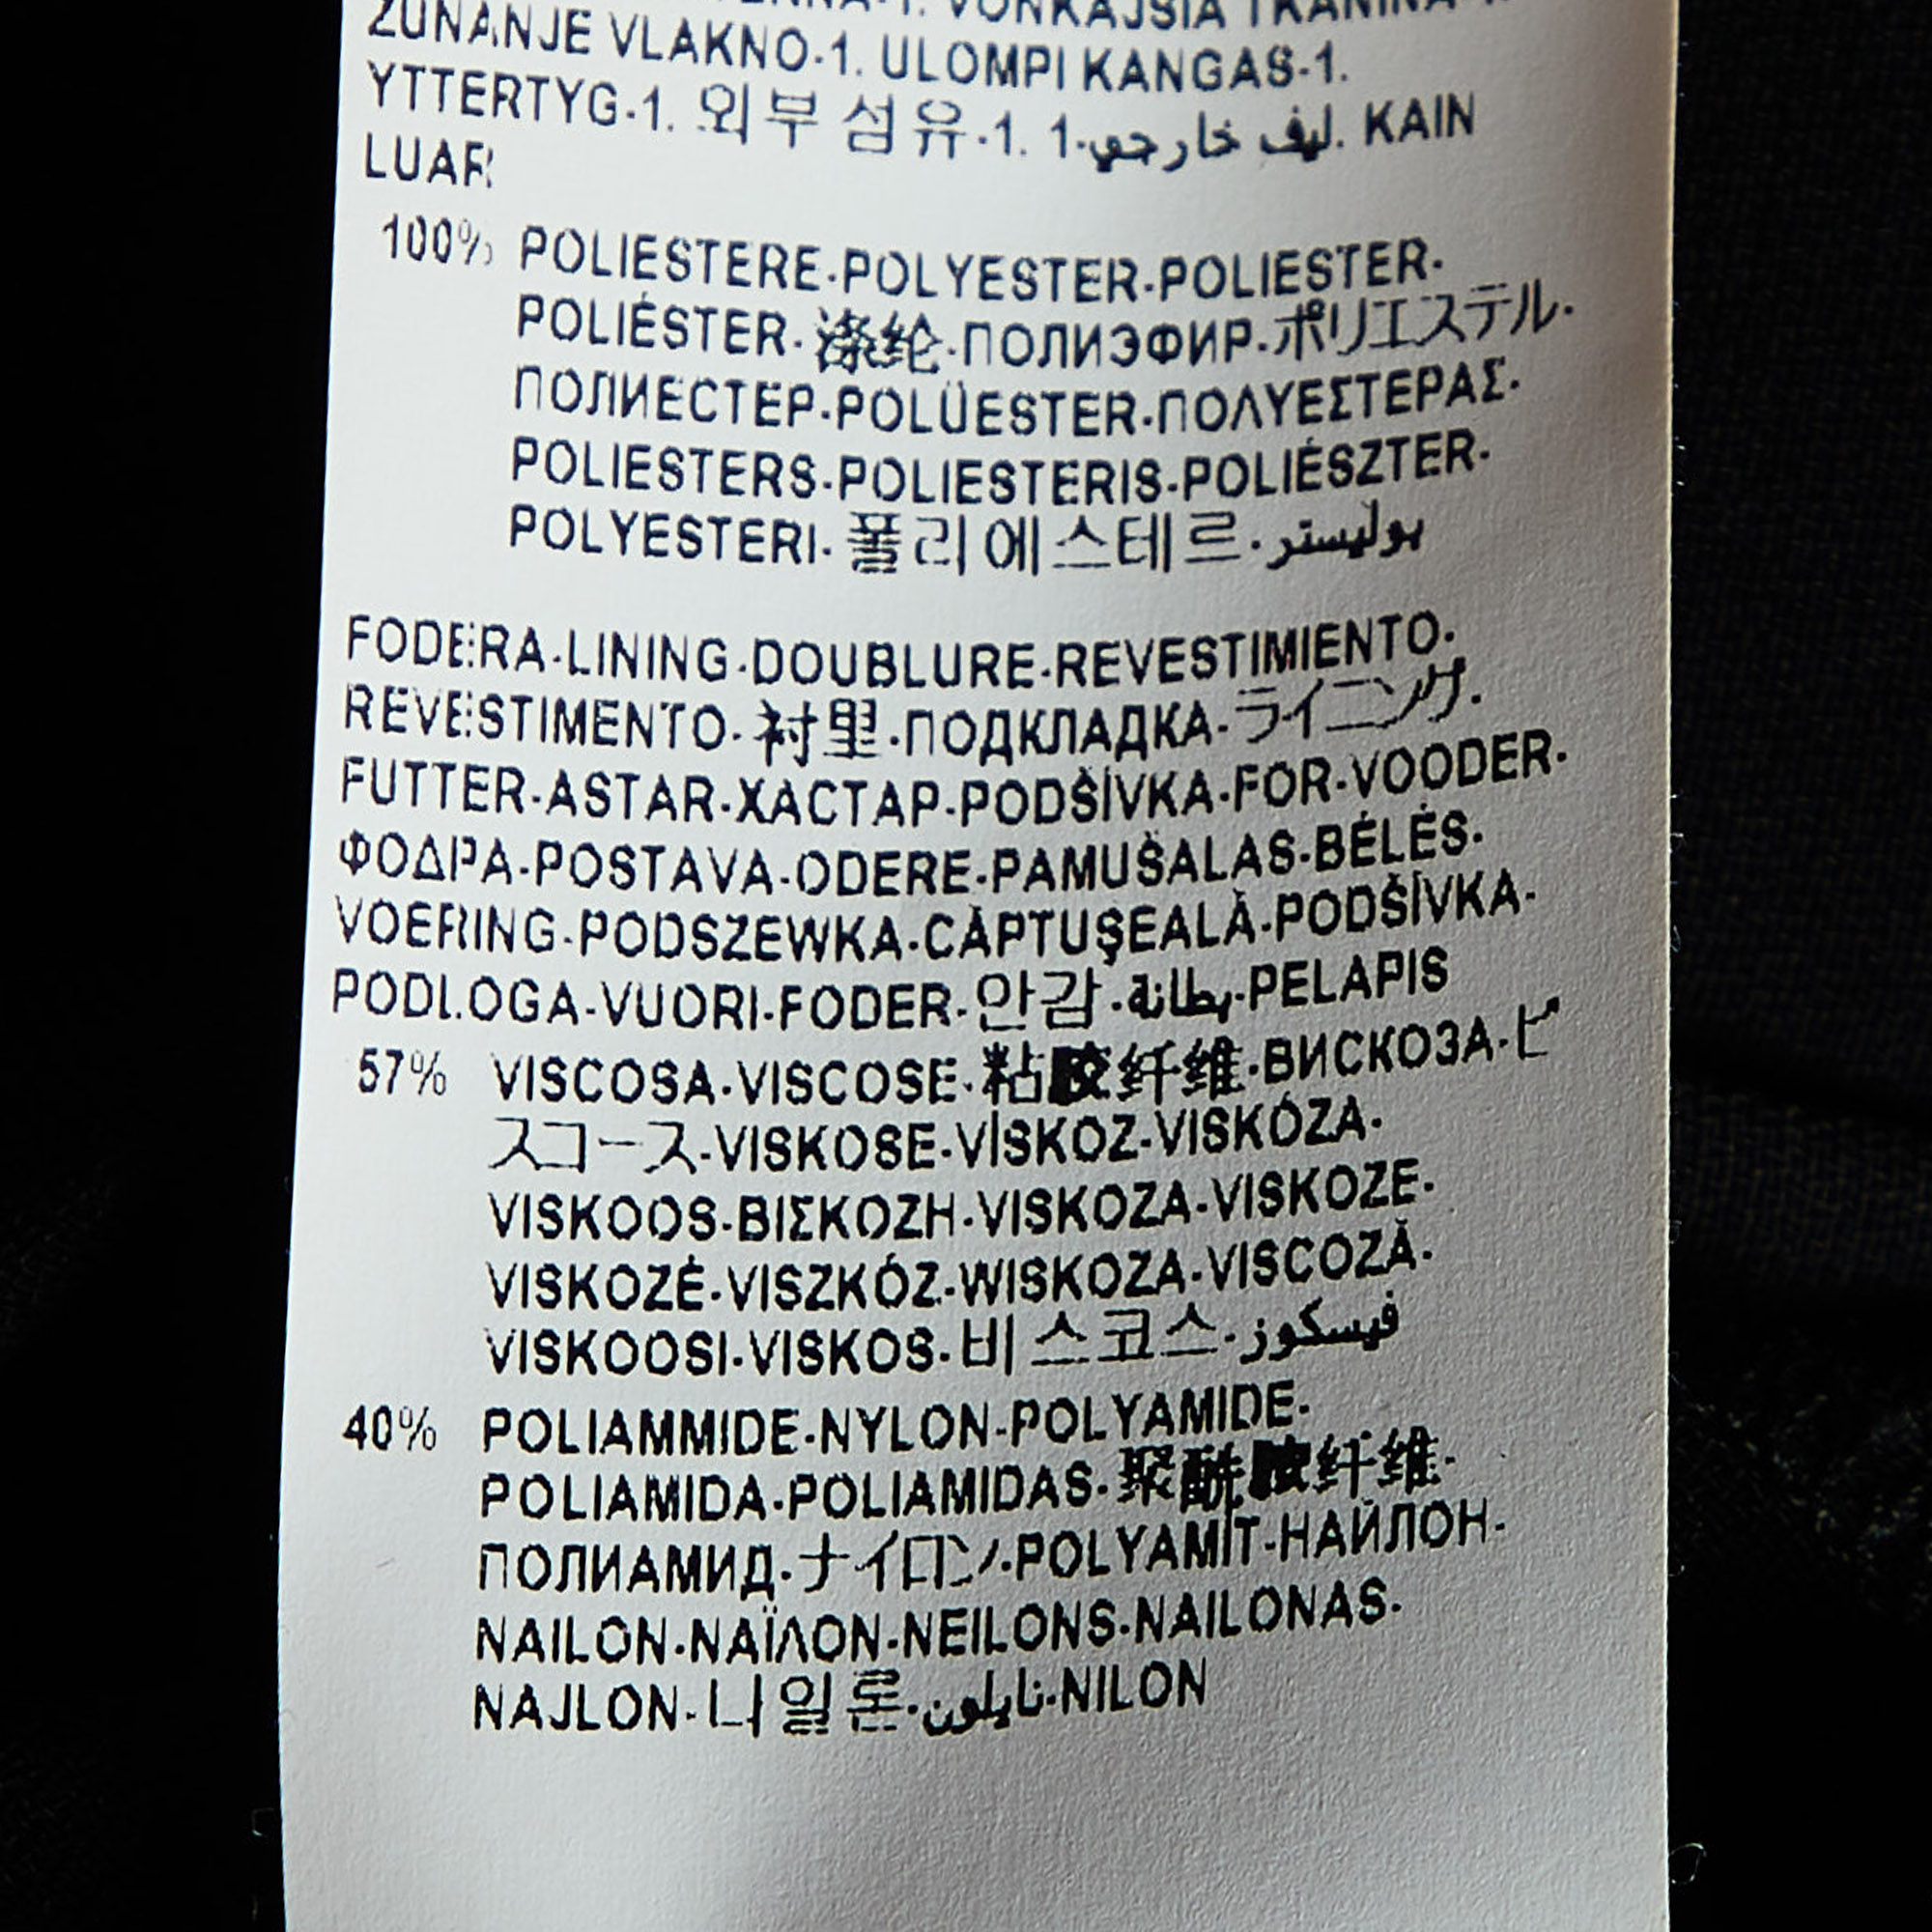 VONKAJŠIA TKANINA-1.
ZUNANJE VLAKNO-1. ULOMPI KANGAS-1.
YTTERTYG-1. 외부 섬유-1. ليف خارجي-1. KAIN
LUAR
100% POLIESTERE-POLYESTER-POLIESTER-
POLIÉSTER-涤纶-ПОЛИЭФИР-ポリエステル-
ПОЛИЕСТЕР-POLÜESTER-ΠΟΛΥΕΣΤΕΡΑΣ-
POLIESTERS-POLIESTERIS-POLIÉSZTER-
POLYESTERI-폴리에스테르-بوليستر
FODERA-LINING-DOUBLURE-REVESTIMIENTO-
REVESTIMENTO-衬里-ПОДКЛАДКА-ライニング-
FUTTER-ASTAR-ХАСТАР-PODŠÍVKA-FOR-VOODER-
ΦΟΔΡΑ-POSTAVA-ODERE-PAMUŠALAS-BÉLÉS-
VOERING-PODSZEWKA-CĂPTUŞEALĂ-PODŠÍVKA-
PODLOGA-VUORI-FODER-안감-بطانة-PELAPIS
57% VISCOSA-VISCOSE-粘胶纤维-ВИСКОЗА-ビ
スコース-VISKOSE-VİSKOZ-VISKÓZA-
VISKOOS-ΒΙΣΚΟΖΗ-VISKOZA-VISKOZE-
VISKOZĖ-VISZKÓZ-WISKOZA-VISCOZĂ-
VISKOOSI-VISKOS-비스코스-فيسكوز
40% POLIAMMIDE-NYLON-POLYAMIDE-
POLIAMIDA-POLIAMIDAS-聚酰胺纤维-
ПОЛИАМИД-ナイロン-POLYAMİT-НАЙЛОН-
NAILON-ΝΑΪΛΟΝ-NEILONS-NAILONAS-
NAJLON-나일론-نايلون-NILON